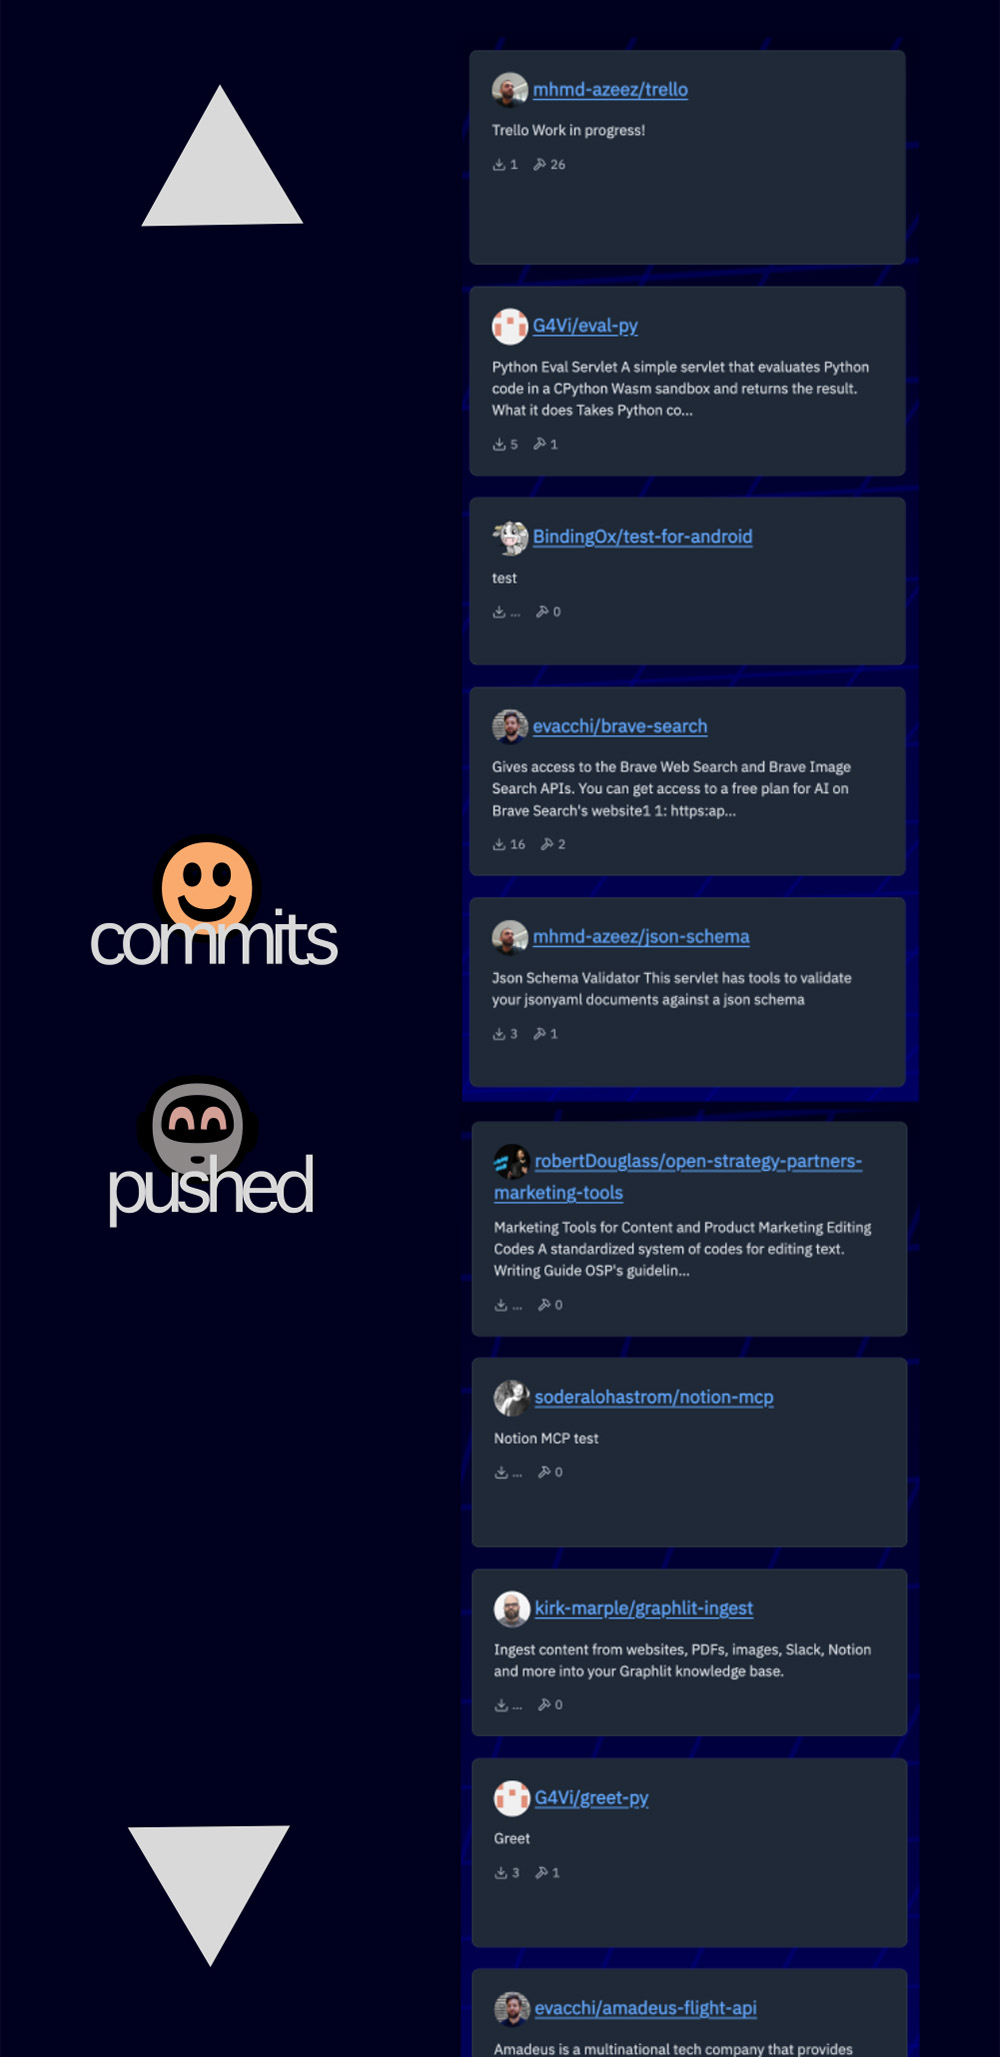 mhmd-azeez/trello
Trello Work in progress!
1 26
G4Vi/eval-py
Python Eval Servlet A simple servlet that evaluates Python
code in a CPython Wasm sandbox and returns the result.
What it does Takes Python co...
5 1
BindingOx/test-for-android
test
... 0
evacchi/brave-search
Gives access to the Brave Web Search and Brave Image
Search APIs. You can get access to a free plan for AI on
Brave Search's website1 1: https:ap...
16 2
commits
mhmd-azeez/json-schema
Json Schema Validator This servlet has tools to validate
your jsonyaml documents against a json schema
3 1
pushed
robertDouglass/open-strategy-partners-
marketing-tools
Marketing Tools for Content and Product Marketing Editing
Codes A standardized system of codes for editing text.
Writing Guide OSP's guidelin...
... 0
soderalohastrom/notion-mcp
Notion MCP test
... 0
kirk-marple/graphlit-ingest
Ingest content from websites, PDFs, images, Slack, Notion
and more into your Graphlit knowledge base.
... 0
G4Vi/greet-py
Greet
3 1
evacchi/amadeus-flight-api
Amadeus is a multinational tech company that provides